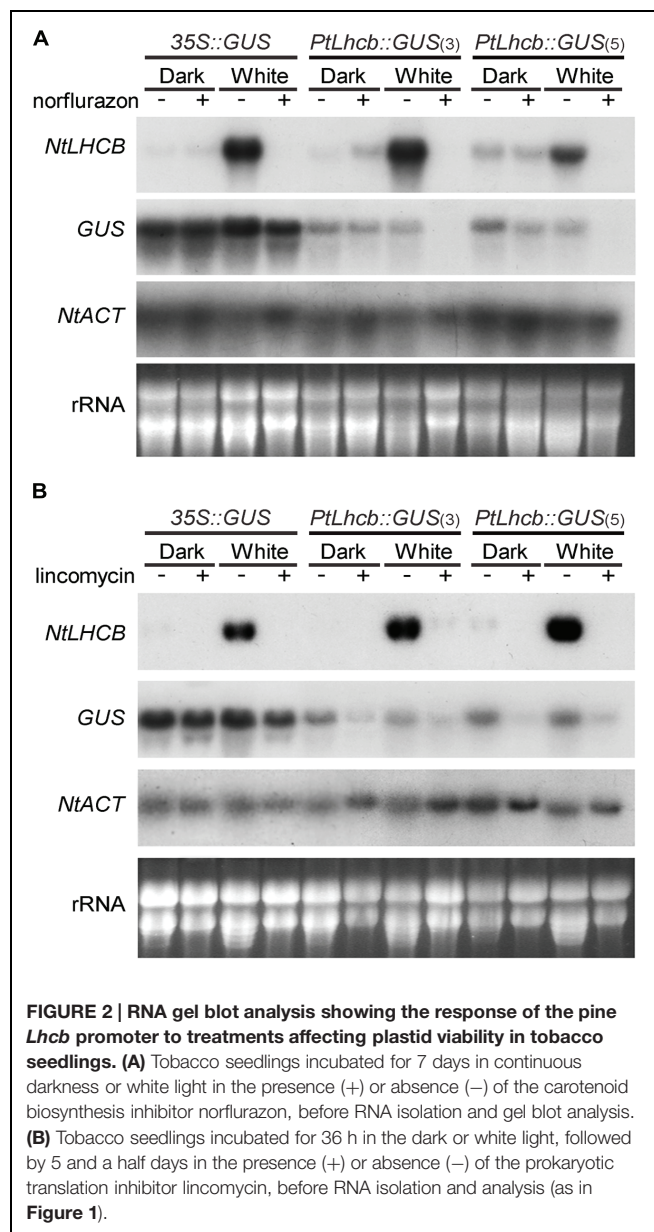 A
35S::GUS PtLhcb::GUS(3) PtLhcb::GUS(5)
Dark White Dark White Dark White
norflurazon - + - + - + - + - + - +
NtLHCB
GUS
NtACT
rRNA
B
35S::GUS PtLhcb::GUS(3) PtLhcb::GUS(5)
Dark White Dark White Dark White
lincomycin - + - + - + - + - + - +
NtLHCB
GUS
NtACT
rRNA
FIGURE 2 | RNA gel blot analysis showing the response of the pine
Lhcb promoter to treatments affecting plastid viability in tobacco
seedlings. (A) Tobacco seedlings incubated for 7 days in continuous
darkness or white light in the presence (+) or absence (−) of the carotenoid
biosynthesis inhibitor norflurazon, before RNA isolation and gel blot analysis.
(B) Tobacco seedlings incubated for 36 h in the dark or white light, followed
by 5 and a half days in the presence (+) or absence (−) of the prokaryotic
translation inhibitor lincomycin, before RNA isolation and analysis (as in
Figure 1).